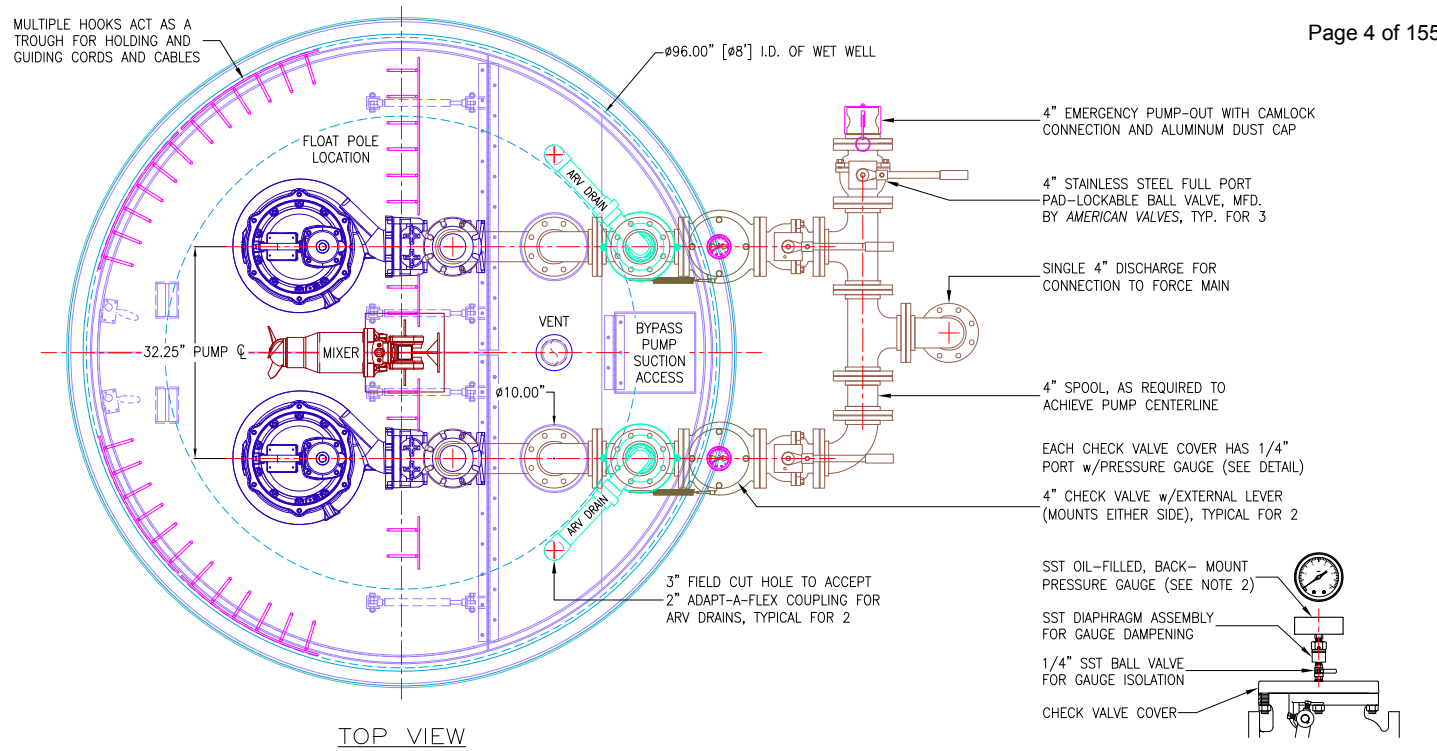 MULTIPLE HOOKS ACT AS A
TROUGH FOR HOLDING AND
GUIDING CORDS AND CABLES
Page 4 of 155
ø96.00" [ø8'] I.D. OF WET WELL
FLOAT POLE
LOCATION
ARV DRAIN
4" EMERGENCY PUMP-OUT WITH CAMLOCK
CONNECTION AND ALUMINUM DUST CAP
4" STAINLESS STEEL FULL PORT
PAD-LOCKABLE BALL VALVE, MFD.
BY AMERICAN VALVES, TYP. FOR 3
SINGLE 4" DISCHARGE FOR
CONNECTION TO FORCE MAIN
32.25" PUMP ℄
MIXER
VENT
BYPASS
PUMP
SUCTION
ACCESS
ø10.00"
4" SPOOL, AS REQUIRED TO
ACHIEVE PUMP CENTERLINE
EACH CHECK VALVE COVER HAS 1/4"
PORT w/PRESSURE GAUGE (SEE DETAIL)
4" CHECK VALVE w/EXTERNAL LEVER
(MOUNTS EITHER SIDE), TYPICAL FOR 2
ARV DRAIN
3" FIELD CUT HOLE TO ACCEPT
2" ADAPT-A-FLEX COUPLING FOR
ARV DRAINS, TYPICAL FOR 2
SST OIL-FILLED, BACK- MOUNT
PRESSURE GAUGE (SEE NOTE 2)
SST DIAPHRAGM ASSEMBLY
FOR GAUGE DAMPENING
1/4" SST BALL VALVE
FOR GAUGE ISOLATION
CHECK VALVE COVER
TOP VIEW